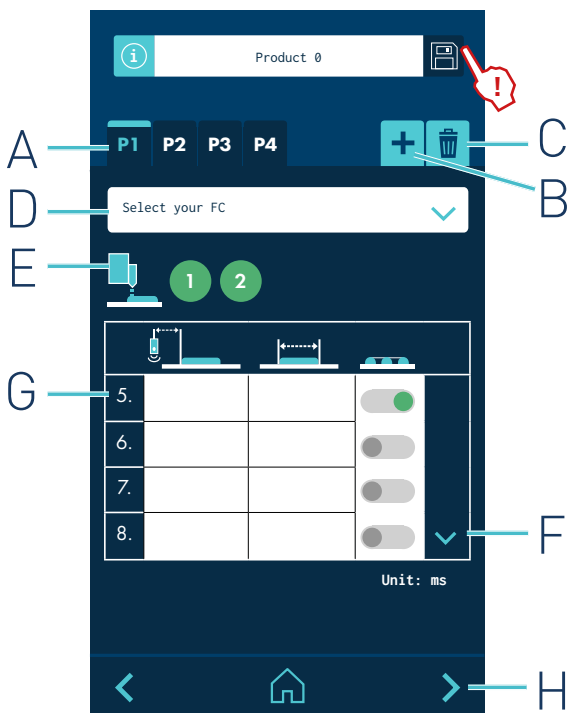 i
Product 0
!
A
P1 P2 P3 P4
C
B
D
Select your FC
E
1 2
G
5.
6.
7.
8.
F
Unit: ms
H